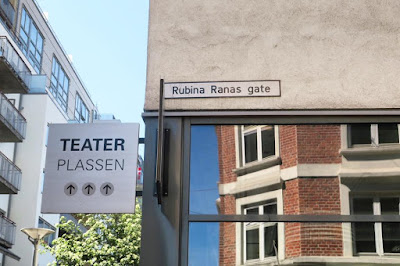 Rubina Ranas gate
TEATER
PLASSEN
↑ ↑ ↑